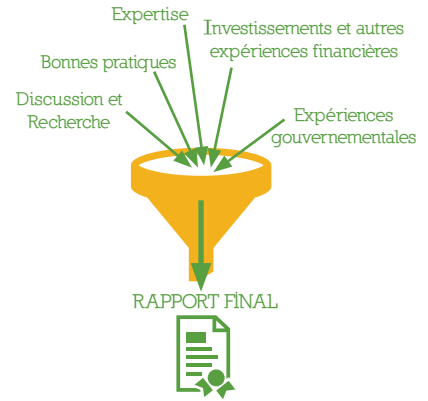 Expertise
Investissements et autres
expériences financières
Bonnes pratiques
Discussion et
Recherche
Expériences
gouvernementales
RAPPORT FINAL